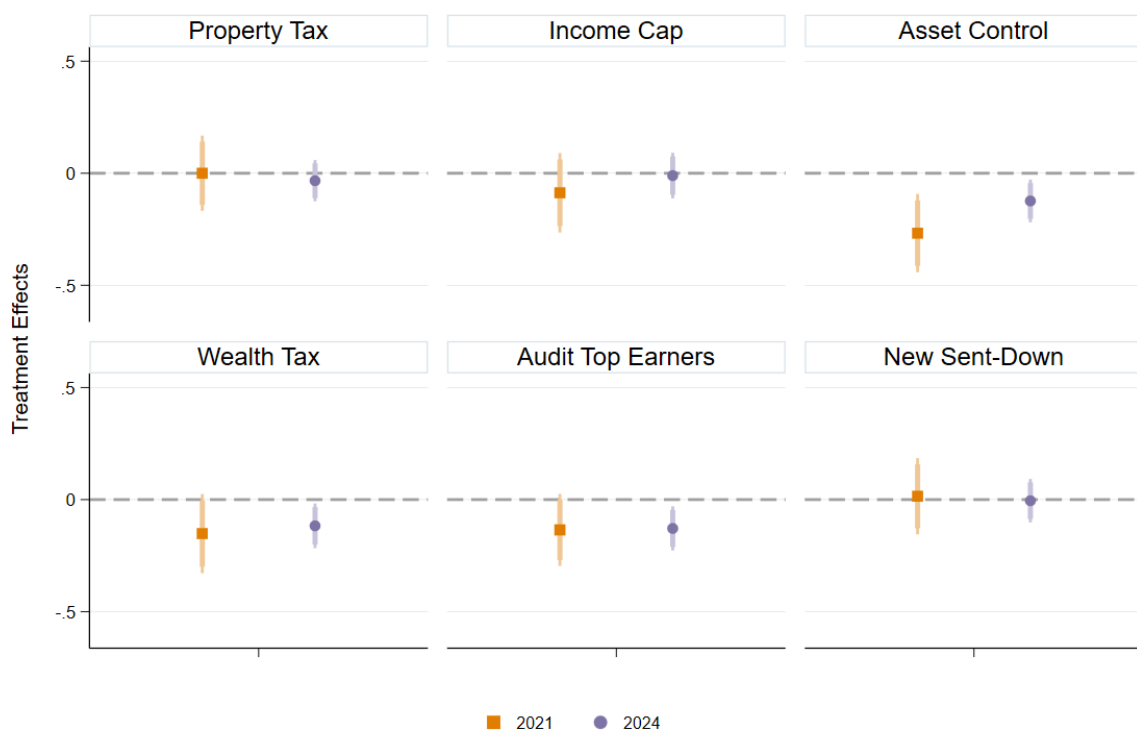 Property Tax Income Cap Asset Control
.5
0
-.5
Treatment Effects
Wealth Tax Audit Top Earners New Sent-Down
.5
0
-.5
2021 2024